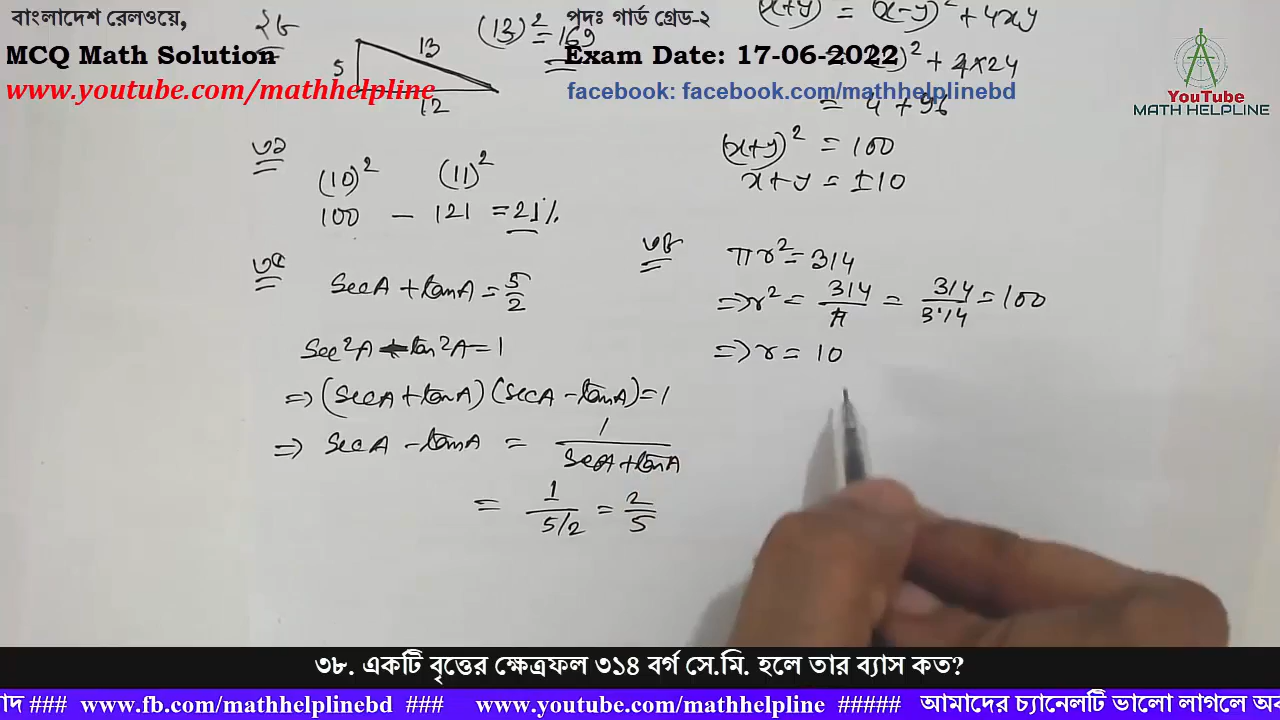 বাংলাদেশ রেলওয়ে,
পদঃ গার্ড গ্রেড-২
MCQ Math Solution
Exam Date: 17-06-2022
www.youtube.com/mathhelpline
facebook: facebook.com/mathhelplinebd
YouTube
MATH HELPLINE
২৮
5
13
12
(13)² = 169
(x+y)² = (x-y)² + 4xy
)² + 4×24
= 4 + 96
(x+y)² = 100
x+y = ±10
(10)² (11)²
100 — 121 = 21%
৩৫
secA + tanA = 5/2
sec²A - tan²A = 1
=> (secA + tanA) (secA - tanA) = 1
=> secA - tanA = 1/(secA + tanA)
= 1/(5/2) = 2/5
৩৮
πr² = 314
=> r² = 314/π = 314/3.14 = 100
=> r = 10
৩৮. একটি বৃত্তের ক্ষেত্রফল ৩১৪ বর্গ সে.মি. হলে তার ব্যাস কত?
াদ ### www.fb.com/mathhelplinebd ### www.youtube.com/mathhelpline ##### আমাদের চ্যানেলটি ভালো লাগলে অব